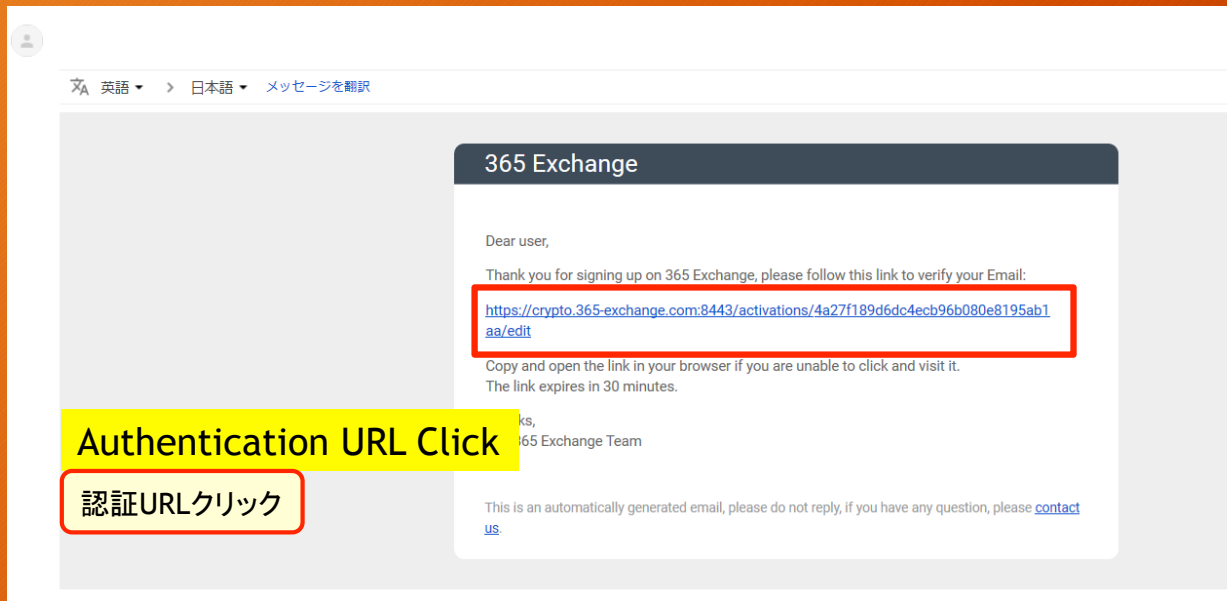 英語 日本語 メッセージを翻訳
365 Exchange
Dear user,
Thank you for signing up on 365 Exchange, please follow this link to verify your Email:
https://crypto.365-exchange.com:8443/activations/4a27f189d6dc4ecb96b080e8195ab1
aa/edit
Copy and open the link in your browser if you are unable to click and visit it.
The link expires in 30 minutes.
ks,
365 Exchange Team
Authentication URL Click
認証URLクリック
This is an automatically generated email, please do not reply, if you have any question, please contact
us.